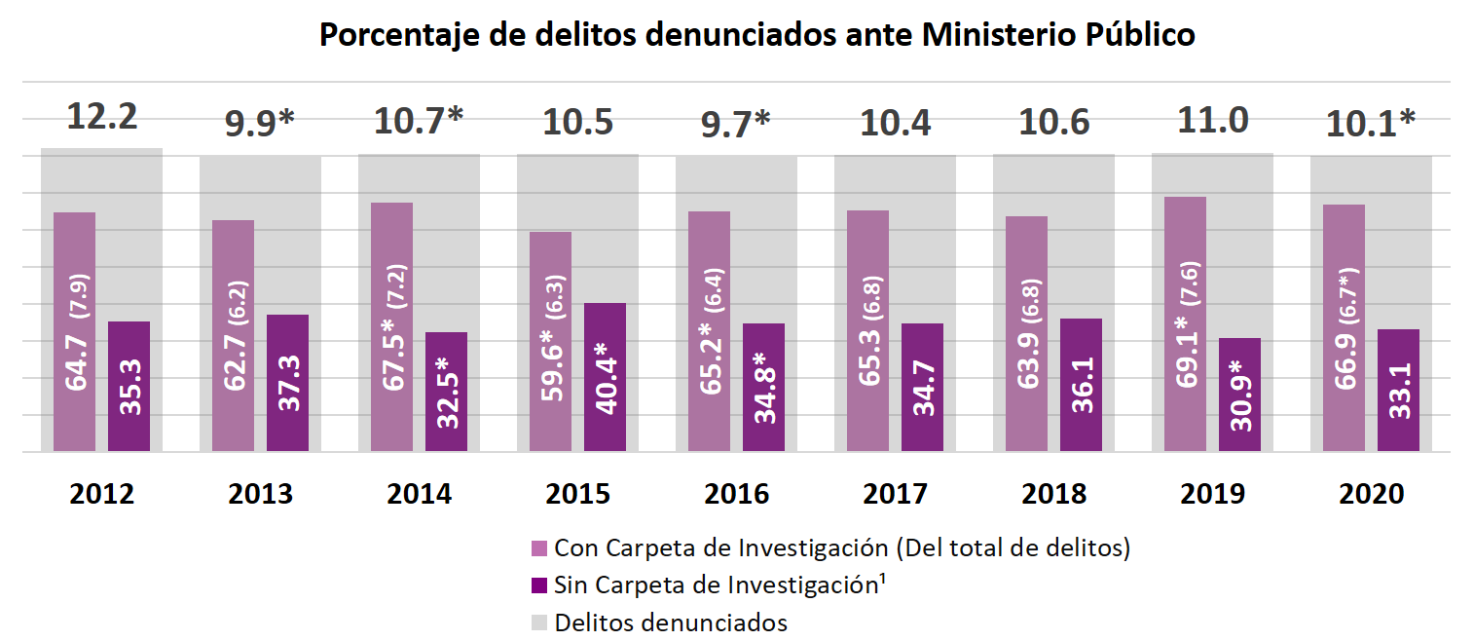 Porcentaje de delitos denunciados ante Ministerio Público
12.2 9.9* 10.7* 10.5 9.7* 10.4 10.6 11.0 10.1*
64.7 (7.9) 35.3 62.7 (6.2) 37.3 67.5* (7.2) 32.5* 59.6* (6.3) 40.4* 65.2* (6.4) 34.8* 65.3 (6.8) 34.7 63.9 (6.8) 36.1 69.1* (7.6) 30.9* 66.9 (6.7*) 33.1
2012 2013 2014 2015 2016 2017 2018 2019 2020
Con Carpeta de Investigación (Del total de delitos)
Sin Carpeta de Investigación¹
Delitos denunciados